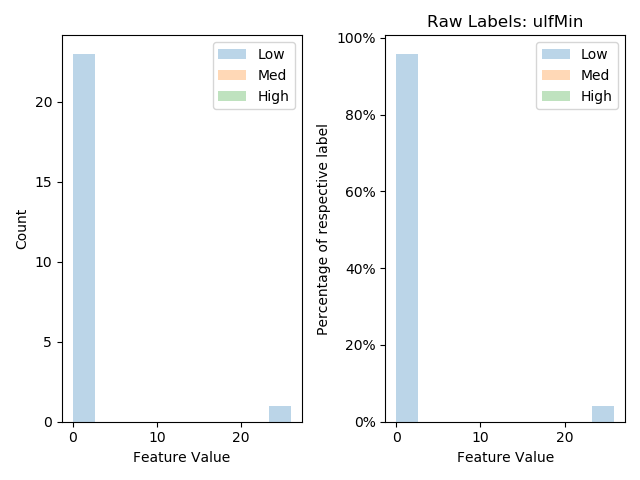 Raw Labels: ulfMin
Low
Med
High
Count
20
15
10
5
0
0
10
20
Feature Value
Low
Med
High
Percentage of respective label
100%
80%
60%
40%
20%
0%
0
10
20
Feature Value